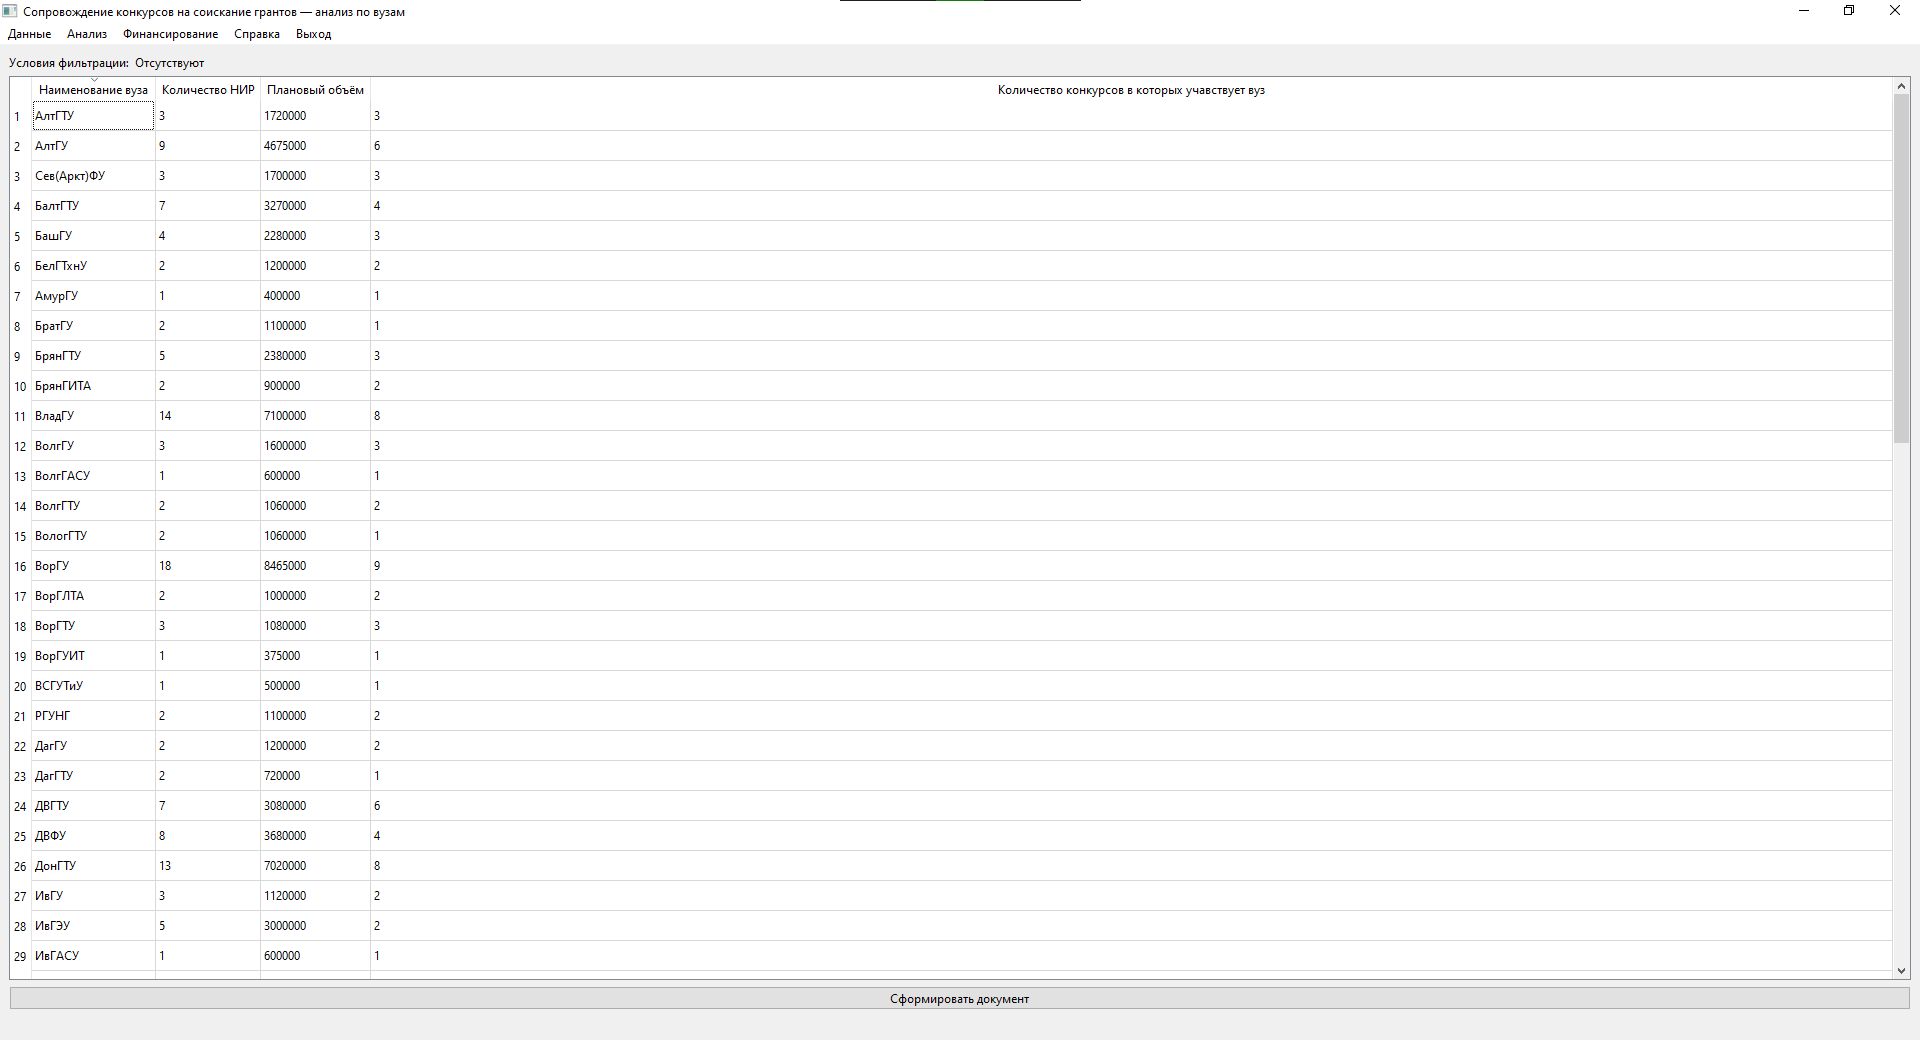 Сопровождение конкурсов на соискание грантов — анализ по вузам
Данные Анализ Финансирование Справка Выход
Условия фильтрации: Отсутствуют
Наименование вуза Количество НИР Плановый объём Количество конкурсов в которых учавствует вуз
1 АлтГТУ 3 1720000 3
2 АлтГУ 9 4675000 6
3 Сев(Аркт)ФУ 3 1700000 3
4 БалтГТУ 7 3270000 4
5 БашГУ 4 2280000 3
6 БелГТхнУ 2 1200000 2
7 АмурГУ 1 400000 1
8 БратГУ 2 1100000 1
9 БрянГТУ 5 2380000 3
10 БрянГИТА 2 900000 2
11 ВладГУ 14 7100000 8
12 ВолгГУ 3 1600000 3
13 ВолгГАСУ 1 600000 1
14 ВолгГТУ 2 1060000 2
15 ВологГТУ 2 1060000 1
16 ВорГУ 18 8465000 9
17 ВорГЛТА 2 1000000 2
18 ВорГТУ 3 1080000 3
19 ВорГУИТ 1 375000 1
20 ВСГУТиУ 1 500000 1
21 РГУНГ 2 1100000 2
22 ДагГУ 2 1200000 2
23 ДагГТУ 2 720000 1
24 ДВГТУ 7 3080000 6
25 ДВФУ 8 3680000 4
26 ДонГТУ 13 7020000 8
27 ИвГУ 3 1120000 2
28 ИвГЭУ 5 3000000 2
29 ИвГАСУ 1 600000 1
Сформировать документ